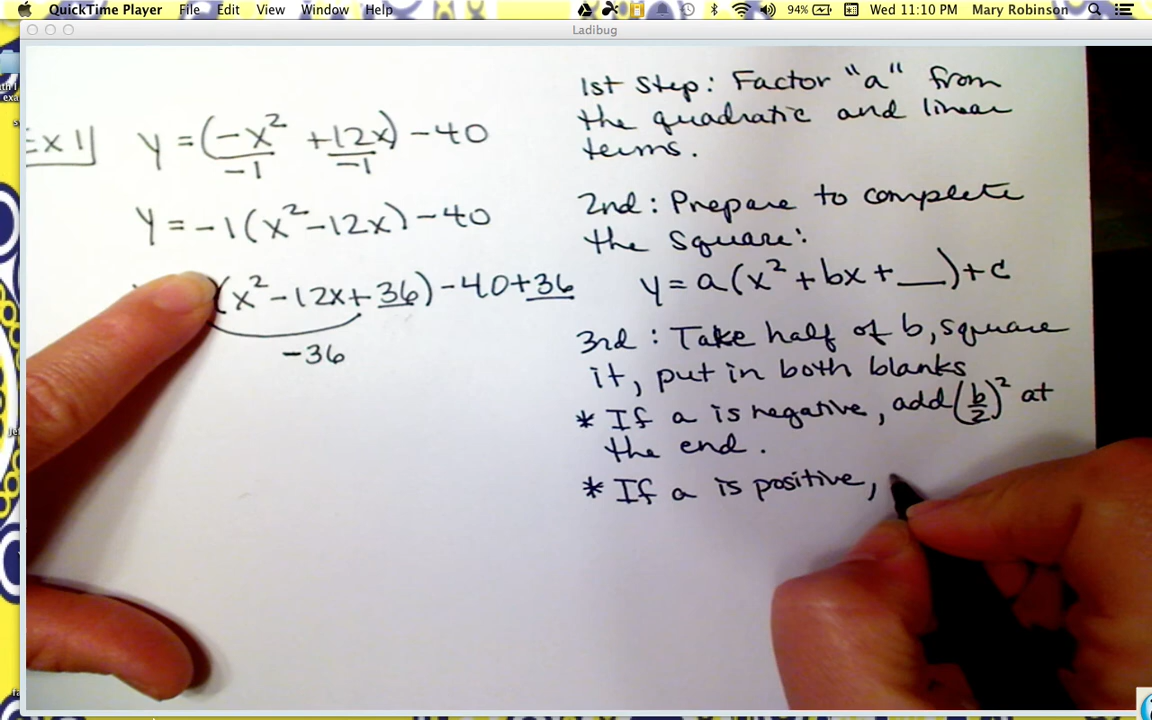 QuickTime Player File Edit View Window Help 94% Wed 11:10 PM Mary Robinson
Ladibug
Ex 1
y = (-x² + 12x) - 40
-1 -1
y = -1(x² - 12x) - 40
(x² - 12x + 36) - 40 + 36
-36
1st Step: Factor "a" from
the quadratic and linear
terms.
2nd: Prepare to complete
the square:
y = a(x² + bx + __) + c
3rd: Take half of b, square
it, put in both blanks
* If a is negative, add (b/2)² at
the end.
* If a is positive,